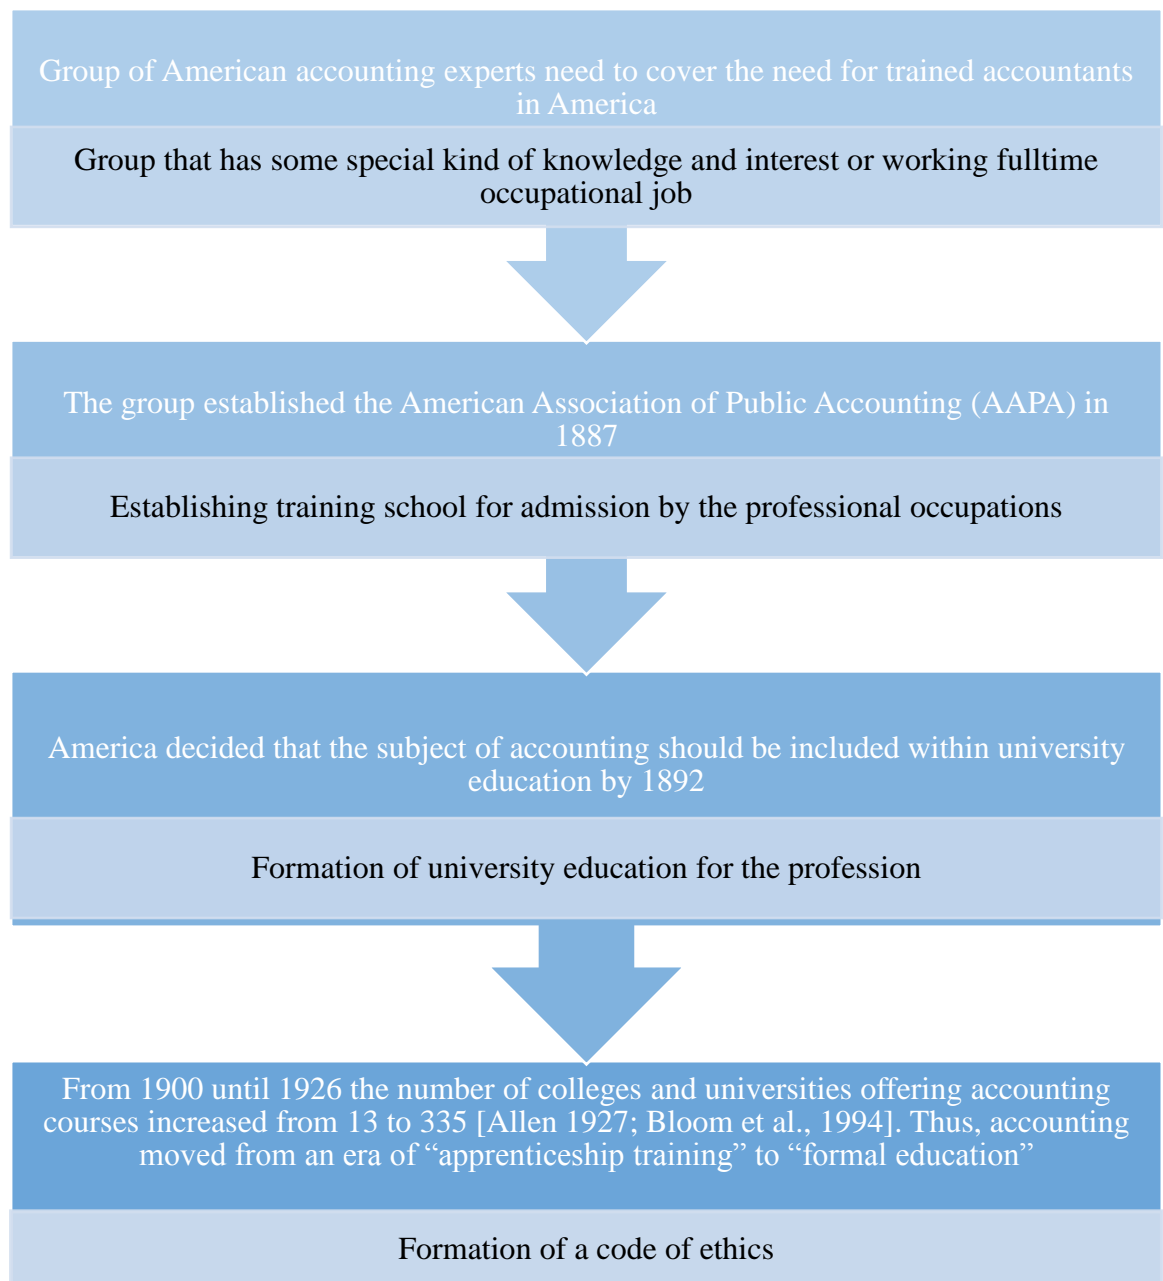 Group of American accounting experts need to cover the need for trained accountants
in America
Group that has some special kind of knowledge and interest or working fulltime
occupational job
The group established the American Association of Public Accounting (AAPA) in
1887
Establishing training school for admission by the professional occupations
America decided that the subject of accounting should be included within university
education by 1892
Formation of university education for the profession
From 1900 until 1926 the number of colleges and universities offering accounting
courses increased from 13 to 335 [Allen 1927; Bloom et al., 1994]. Thus, accounting
moved from an era of “apprenticeship training” to “formal education”
Formation of a code of ethics